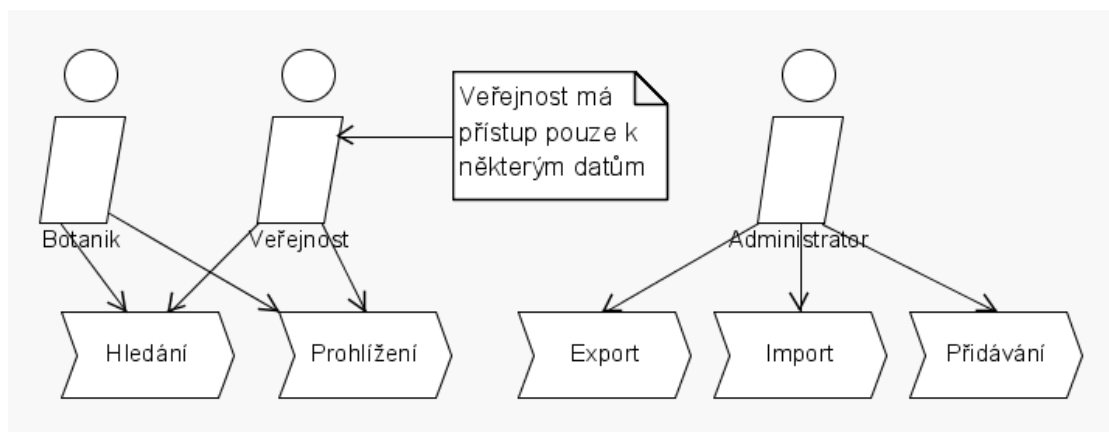 Veřejnost má
přístup pouze k
některým datům
Botanik
Veřejnost
Administrator
Hledání
Prohlížení
Export
Import
Přidávání